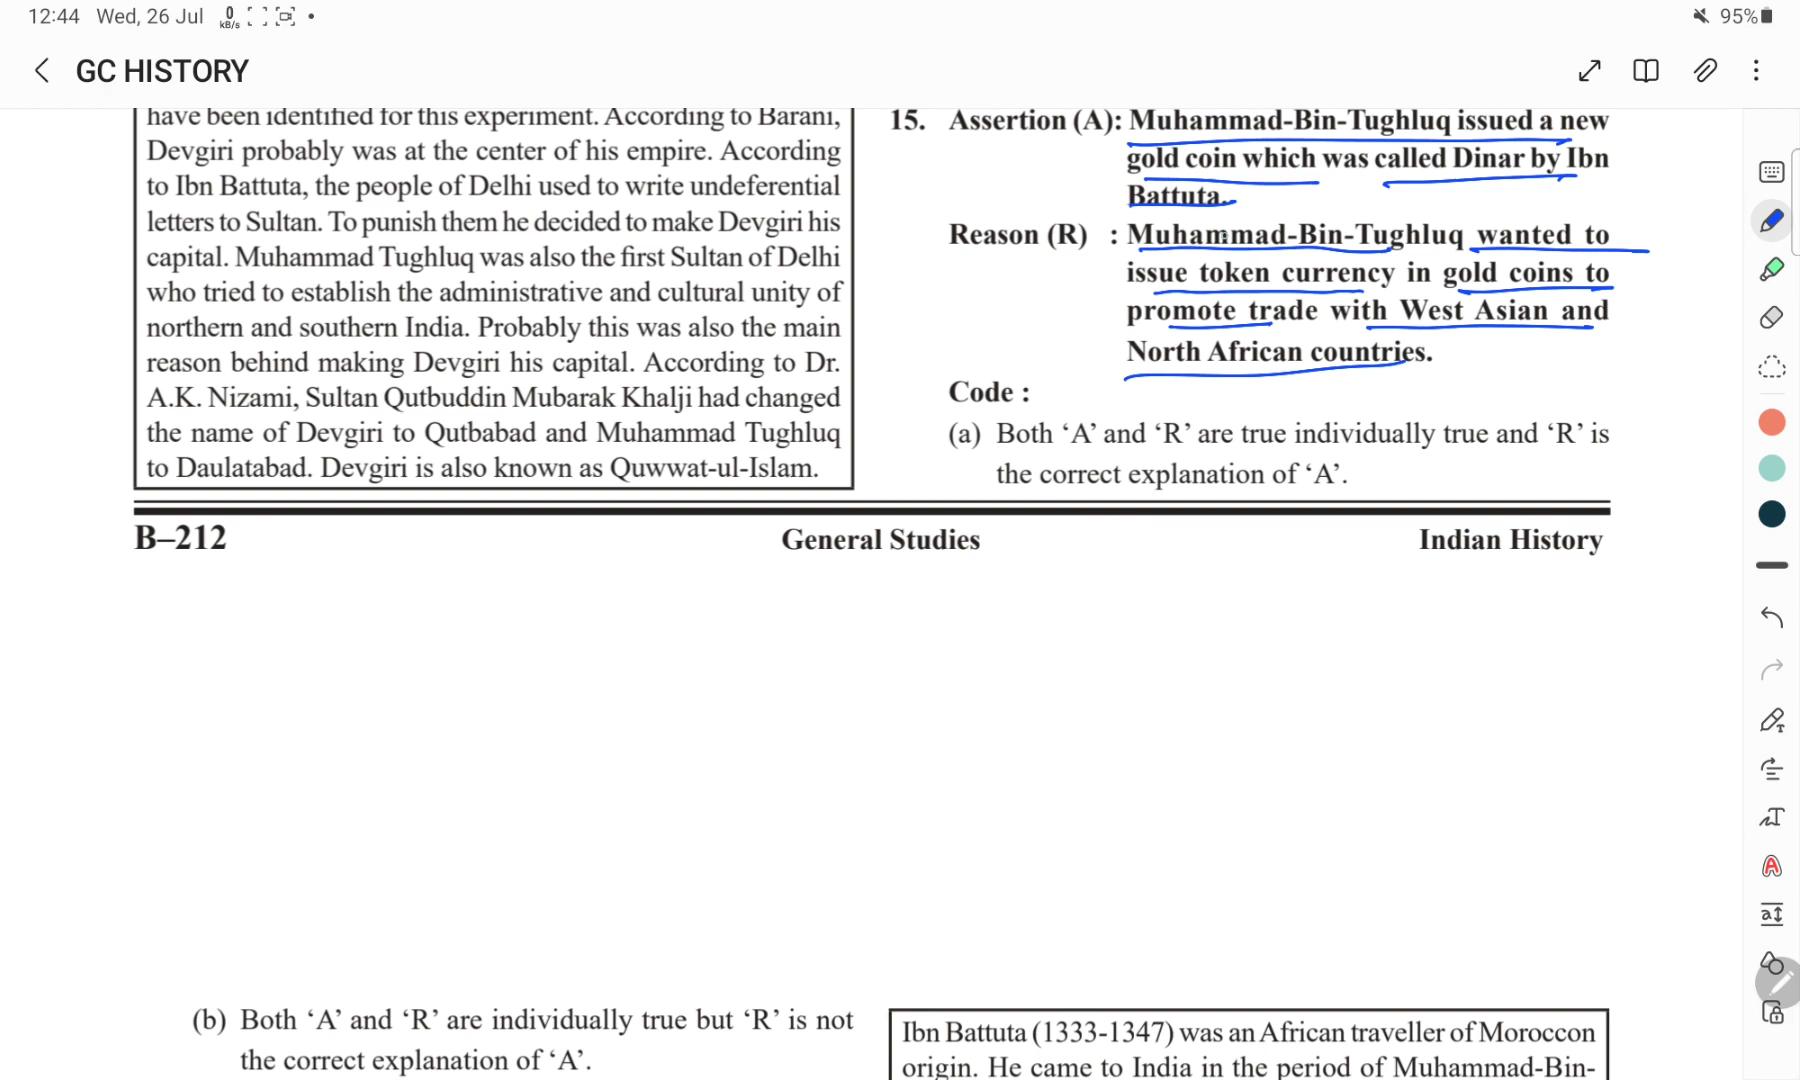 12:44 Wed, 26 Jul 0 kB/s
95%
GC HISTORY
have been identified for this experiment. According to Barani,
Devgiri probably was at the center of his empire. According
to Ibn Battuta, the people of Delhi used to write undeferential
letters to Sultan. To punish them he decided to make Devgiri his
capital. Muhammad Tughluq was also the first Sultan of Delhi
who tried to establish the administrative and cultural unity of
northern and southern India. Probably this was also the main
reason behind making Devgiri his capital. According to Dr.
A.K. Nizami, Sultan Qutbuddin Mubarak Khalji had changed
the name of Devgiri to Qutbabad and Muhammad Tughluq
to Daulatabad. Devgiri is also known as Quwwat-ul-Islam.
15. Assertion (A): Muhammad-Bin-Tughluq issued a new
gold coin which was called Dinar by Ibn
Battuta.
Reason (R) : Muhammad-Bin-Tughluq wanted to
issue token currency in gold coins to
promote trade with West Asian and
North African countries.
Code :
(a) Both ‘A’ and ‘R’ are true individually true and ‘R’ is
the correct explanation of ‘A’.
B–212 General Studies Indian History
(b) Both ‘A’ and ‘R’ are individually true but ‘R’ is not
the correct explanation of ‘A’.
Ibn Battuta (1333-1347) was an African traveller of Moroccon
origin. He came to India in the period of Muhammad-Bin-